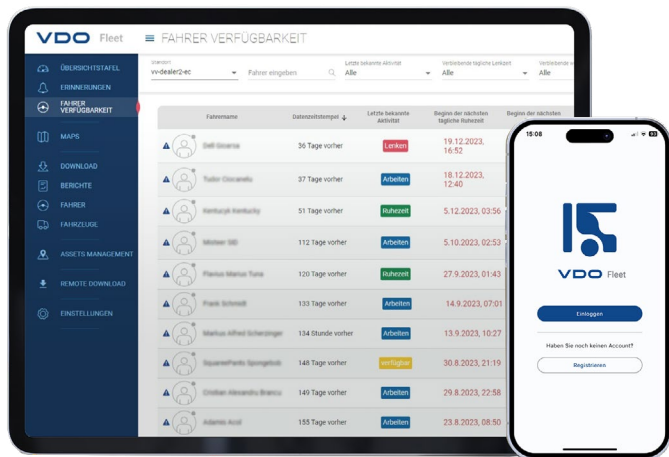 VDO Fleet
FAHRER VERFÜGBARKEIT
ÜBERSICHTSTAFEL
ERINNERUNGEN
FAHRER
VERFÜGBARKEIT
MAPS
DOWNLOAD
BERICHTE
FAHRER
FAHRZEUGE
ASSETS MANAGEMENT
REMOTE DOWNLOAD
EINSTELLUNGEN
Standort
vv-dealer2-ec
Fahrer eingeben
Letzte bekannte Aktivität
Alle
Verbleibende tägliche Lenkzeit
Alle
Verbleibende
Alle
Fahrername
Datenzeitstempel
Letzte bekannte
Aktivität
Beginn der nächsten
tägliche Ruhezeit
Beginn der nächsten
36 Tage vorher Lenken 19.12.2023,
16:52
37 Tage vorher Arbeiten 18.12.2023,
12:40
51 Tage vorher Ruhezeit 5.12.2023, 03:56
112 Tage vorher Arbeiten 5.10.2023, 02:53
120 Tage vorher Ruhezeit 27.9.2023, 01:43
133 Tage vorher Arbeiten 14.9.2023, 07:01
134 Stunde vorher Arbeiten 13.9.2023, 10:27
148 Tage vorher verfügbar 30.8.2023, 21:19
149 Tage vorher Arbeiten 29.8.2023, 22:58
155 Tage vorher Arbeiten 23.8.2023, 08:50
15:08
VDO Fleet
Einloggen
Haben Sie noch keinen Account?
Registrieren